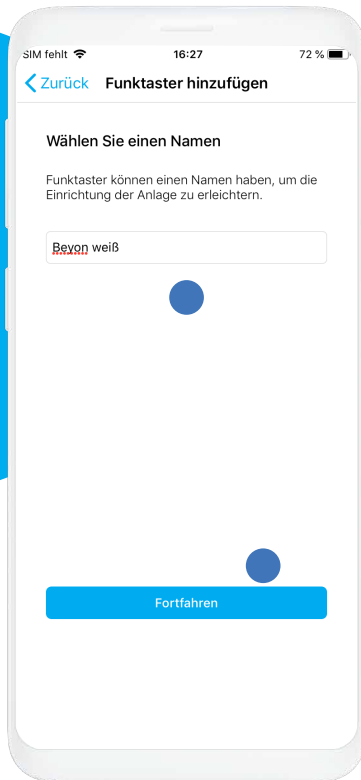 SIM fehlt 16:27 72 %
Zurück Funktaster hinzufügen
Wählen Sie einen Namen
Funktaster können einen Namen haben, um die
Einrichtung der Anlage zu erleichtern.
Beyon weiß
Fortfahren